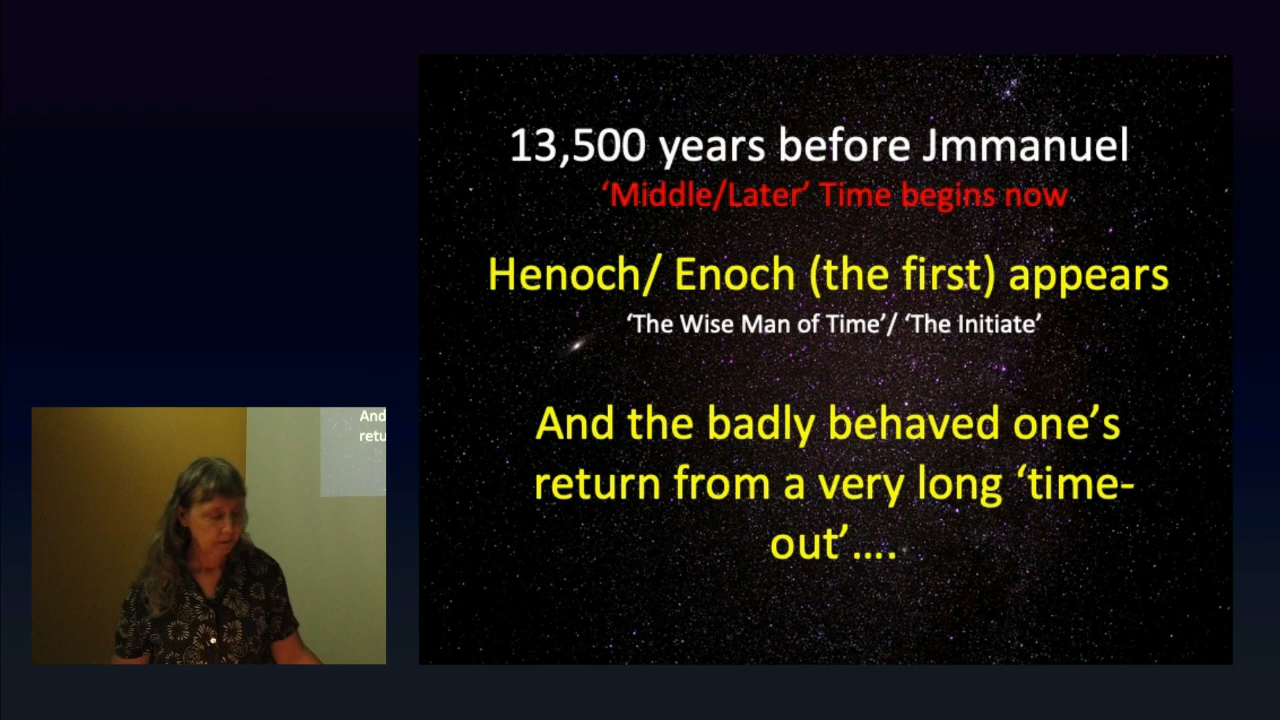 13,500 years before Jmmanuel
‘Middle/Later’ Time begins now
Henoch/ Enoch (the first) appears
‘The Wise Man of Time’/ ‘The Initiate’
And the badly behaved one’s
return from a very long ‘time-
out’….
And
retu